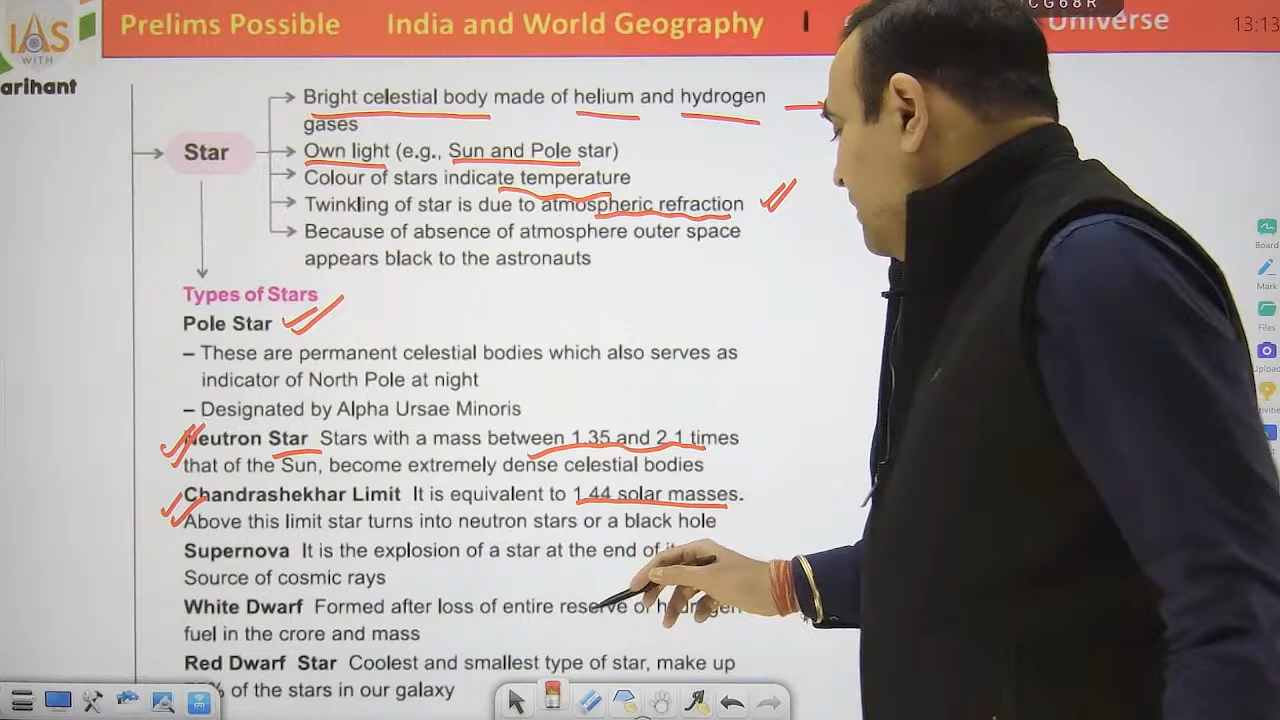 IAS
WITH
arihant
Prelims Possible India and World Geography Universe
CG68R
13:13
Star
Bright celestial body made of helium and hydrogen
gases
Own light (e.g., Sun and Pole star)
Colour of stars indicate temperature
Twinkling of star is due to atmospheric refraction
Because of absence of atmosphere outer space
appears black to the astronauts
Types of Stars
Pole Star
– These are permanent celestial bodies which also serves as
indicator of North Pole at night
– Designated by Alpha Ursae Minoris
Neutron Star Stars with a mass between 1.35 and 2.1 times
that of the Sun, become extremely dense celestial bodies
Chandrashekhar Limit It is equivalent to 1.44 solar masses.
Above this limit star turns into neutron stars or a black hole
Supernova It is the explosion of a star at the end of
Source of cosmic rays
White Dwarf Formed after loss of entire reserve of hydrogen
fuel in the crore and mass
Red Dwarf Star Coolest and smallest type of star, make up
of the stars in our galaxy
Board
Mark
Files
Upload